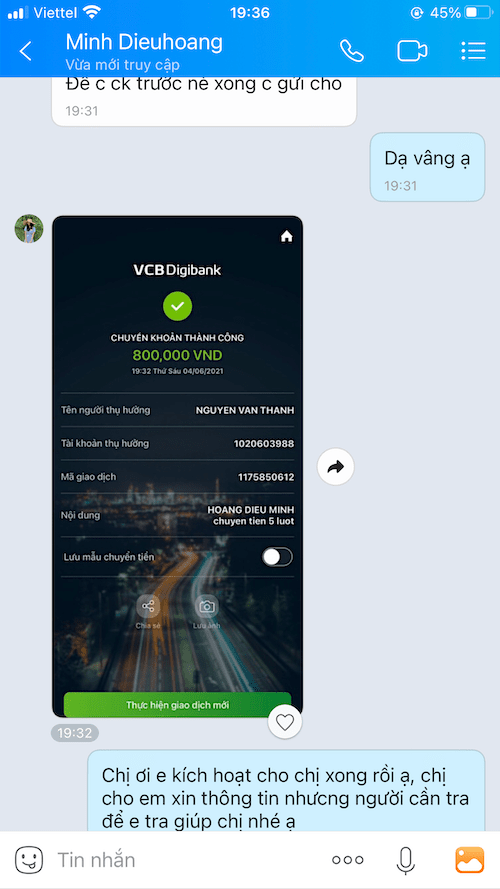 Viettel 19:36 45%
Minh Dieuhoang
Vừa mới truy cập
Để c ck trước nè xong c gửi cho
19:31
Dạ vâng ạ
19:31
VCBDigibank
CHUYỂN KHOẢN THÀNH CÔNG
800,000 VND
19:32 Thứ Sáu 04/06/2021
Tên người thụ hưởng NGUYEN VAN THANH
Tài khoản thụ hưởng 1020603988
Mã giao dịch 1175850612
Nội dung HOANG DIEU MINH
chuyen tien 5 luot
Lưu mẫu chuyển tiền
Chia sẻ Lưu ảnh
Thực hiện giao dịch mới
19:32
Chị ơi e kích hoạt cho chị xong rồi ạ, chị
cho em xin thông tin nhưcng người cần tra
để e tra giúp chị nhé ạ
Tin nhắn